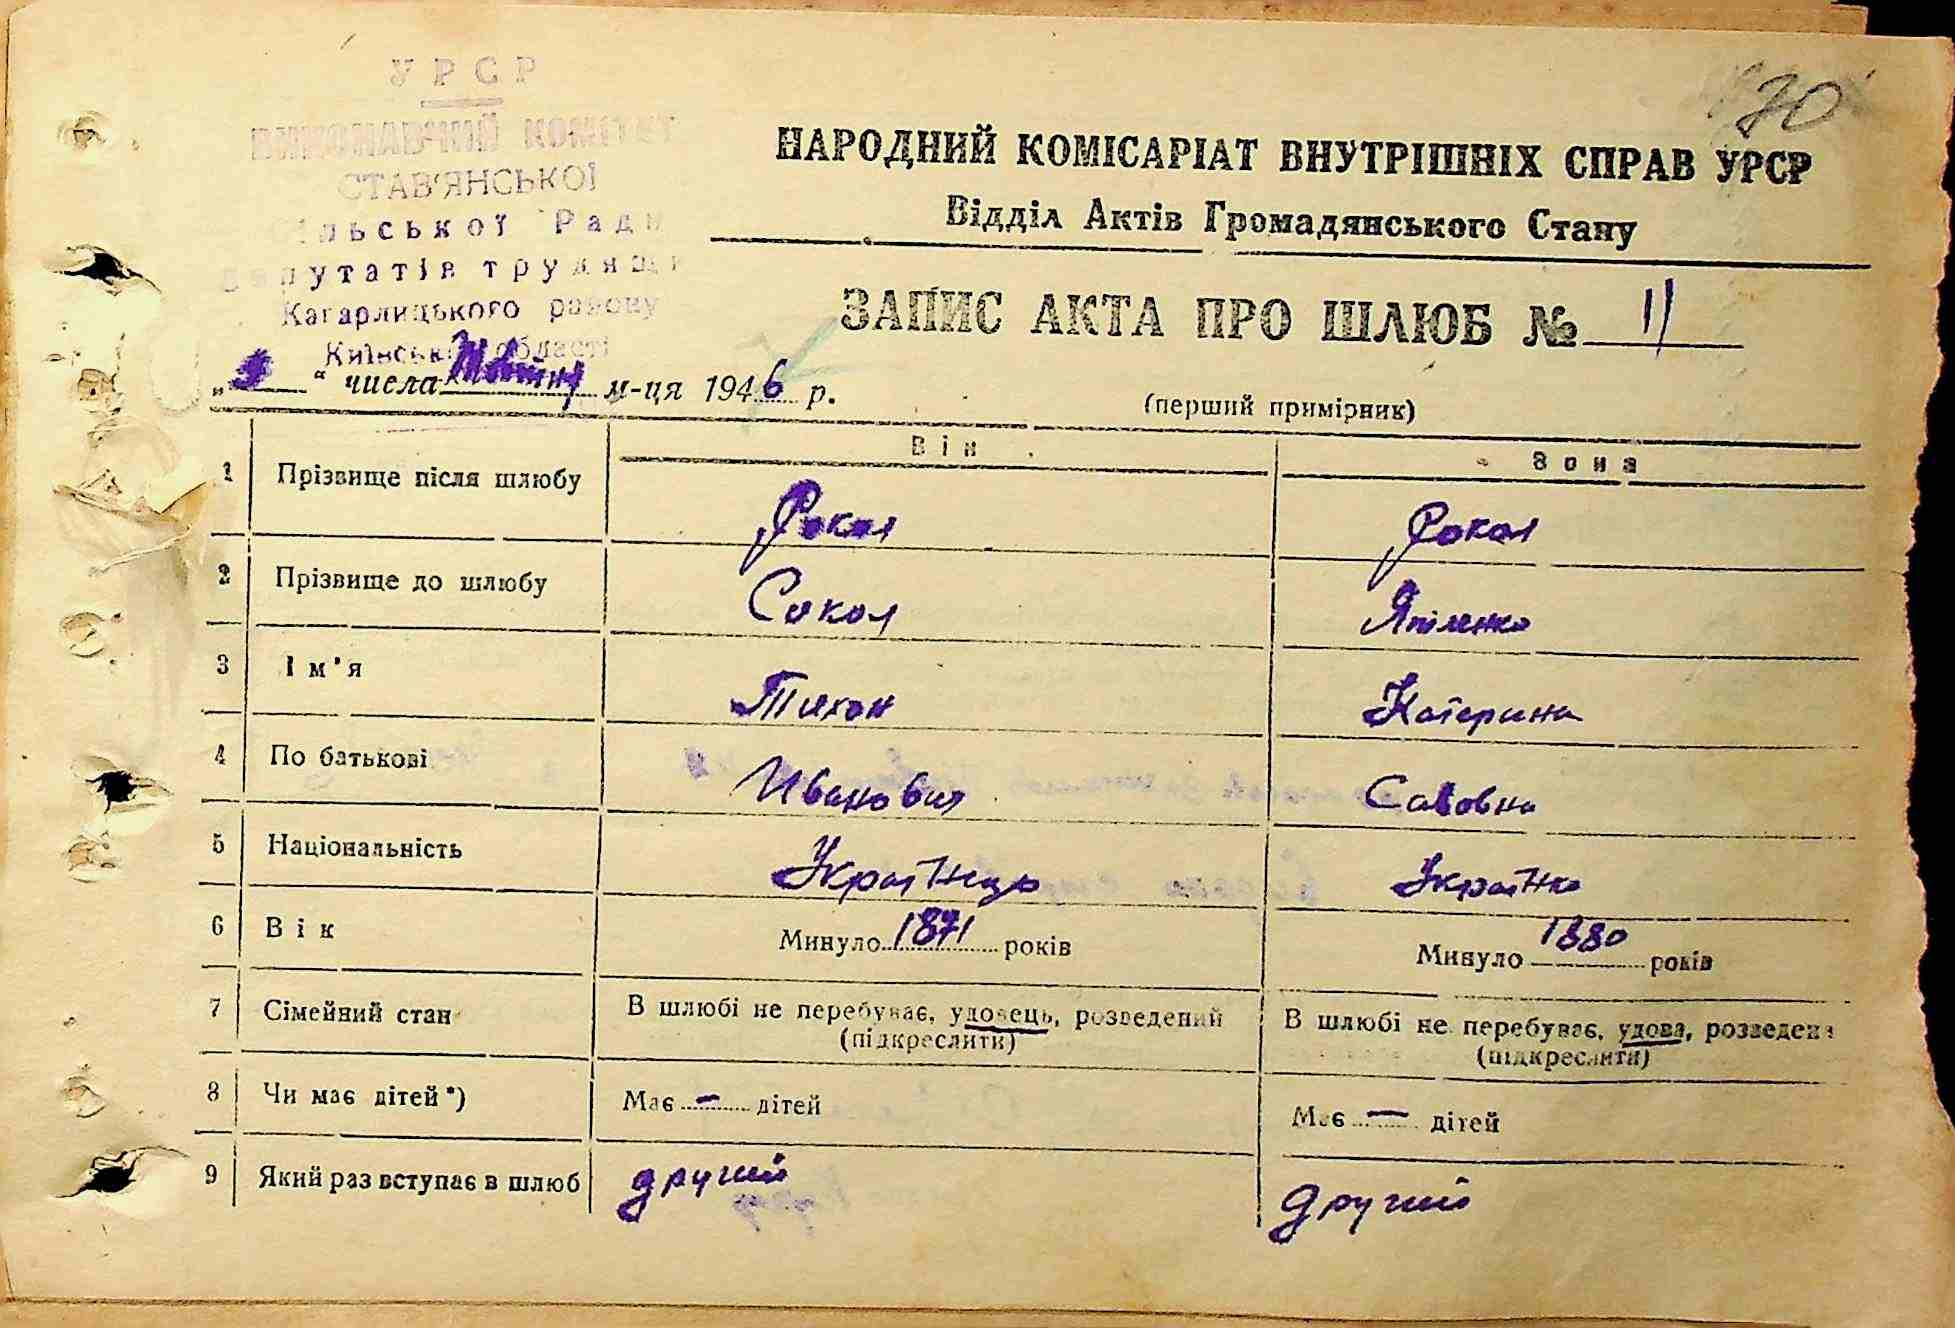 70
УРСР
ВИКОНАВЧИЙ КОМІТЕТ
СТАВ'ЯНСЬКОЇ
сільської Ради
депутатів трудящ
Кагарлицького району
Київської області
НАРОДНИЙ КОМІСАРІАТ ВНУТРІШНІХ СПРАВ УРСР
Відділ Актів Громадянського Стану
ЗАПИС АКТА ПРО ШЛЮБ № 11
„ “ числа м-ця 1946 р.
(перший примірник)
Він Вона
1 Прізвище після шлюбу Сокол Сокол
2 Прізвище до шлюбу Сокол
3 Ім'я Тихон Катерина
4 По батькові Иванович Савовна
5 Національність Українець Українка
6 Вік Минуло 1871 років Минуло 1880 років
7 Сімейний стан В шлюбі не перебуває, удовець, розведений В шлюбі не перебуває, удова, розведена
(підкреслити) (підкреслити)
8 Чи має дітей*) Має – дітей Має – дітей
9 Який раз вступає в шлюб другий другий